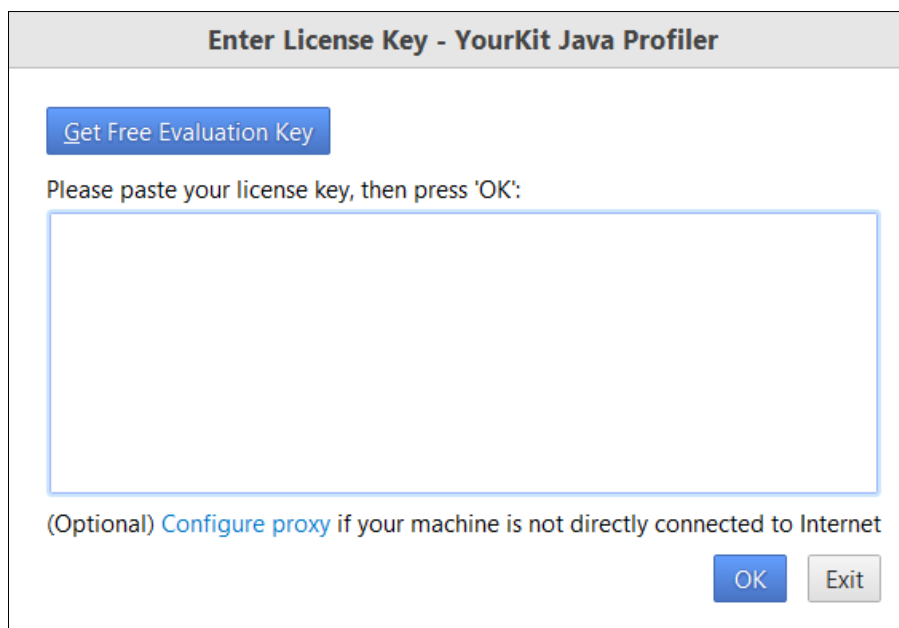 Enter License Key - YourKit Java Profiler
Get Free Evaluation Key
Please paste your license key, then press 'OK':
(Optional) Configure proxy if your machine is not directly connected to Internet
OK Exit